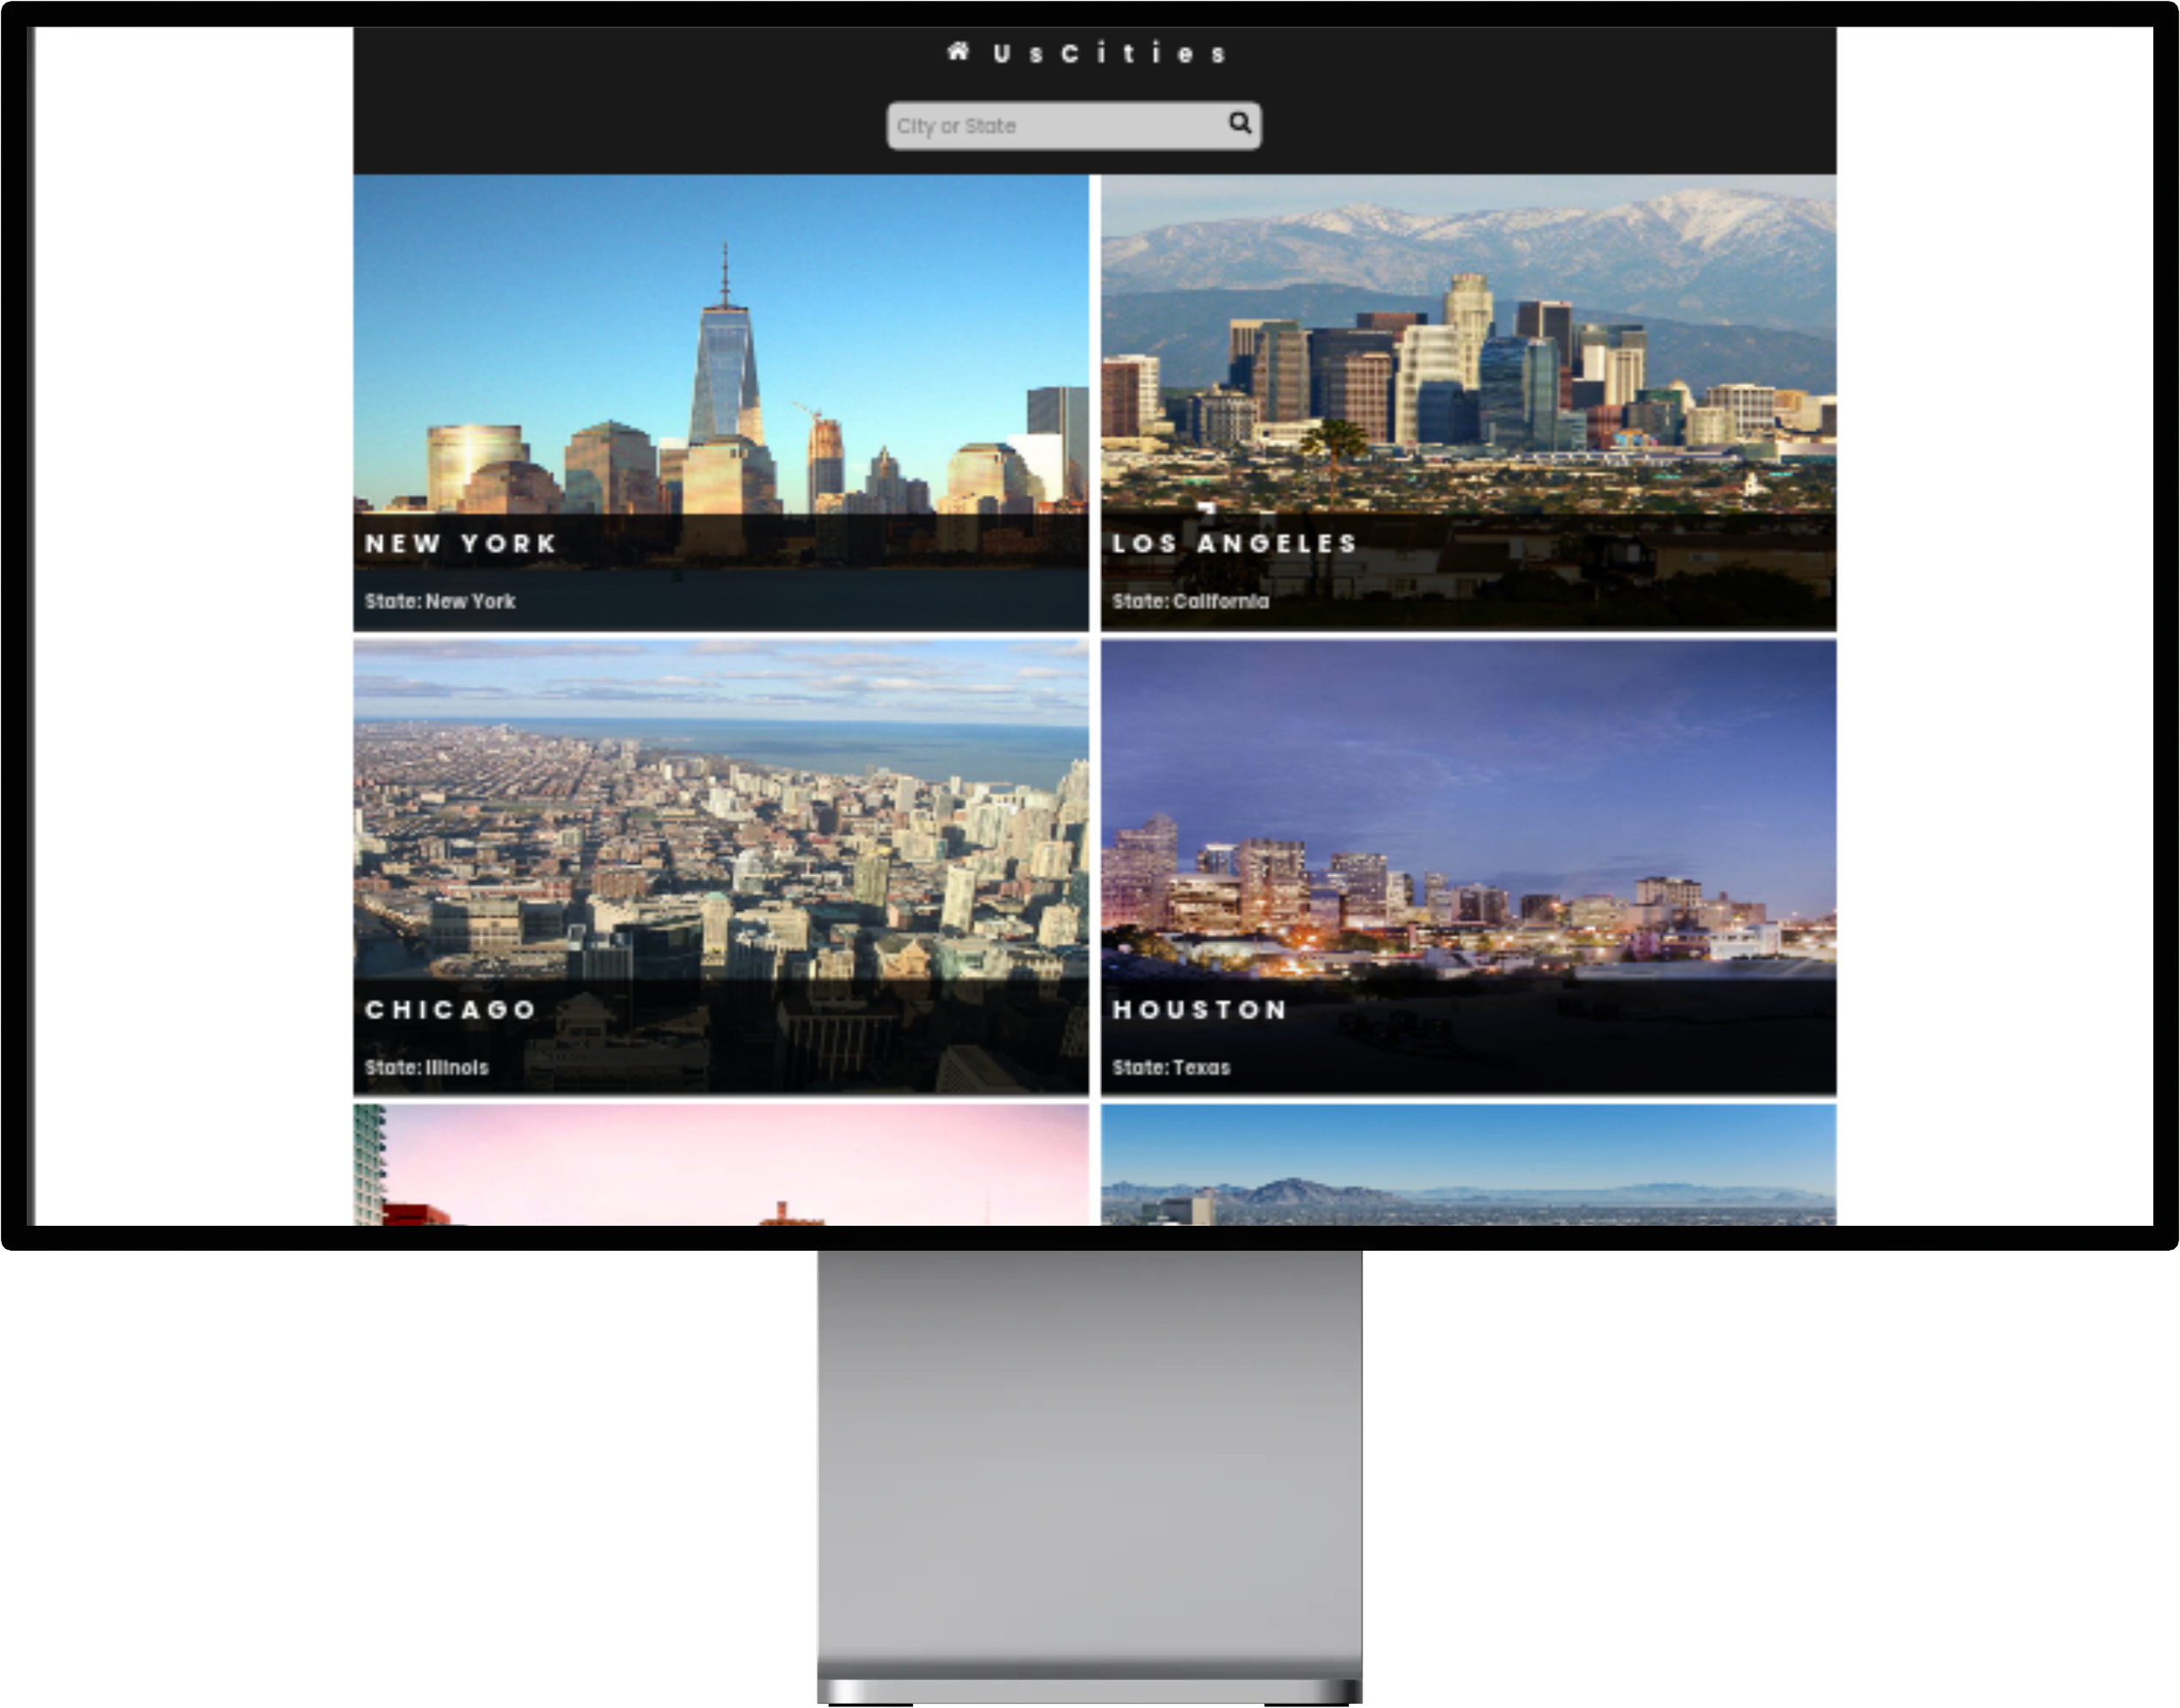 UsCities
City or State
NEW YORK
State: New York
LOS ANGELES
State: California
CHICAGO
State: Illinois
HOUSTON
State: Texas